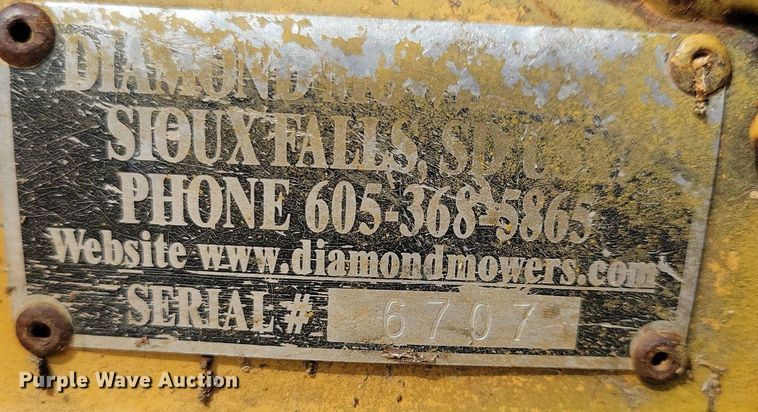 DIAMOND
SIOUX FALLS, SD
PHONE 605-368-5865
Website www.diamondmowers.com
SERIAL # 6707
Purple Wave Auction